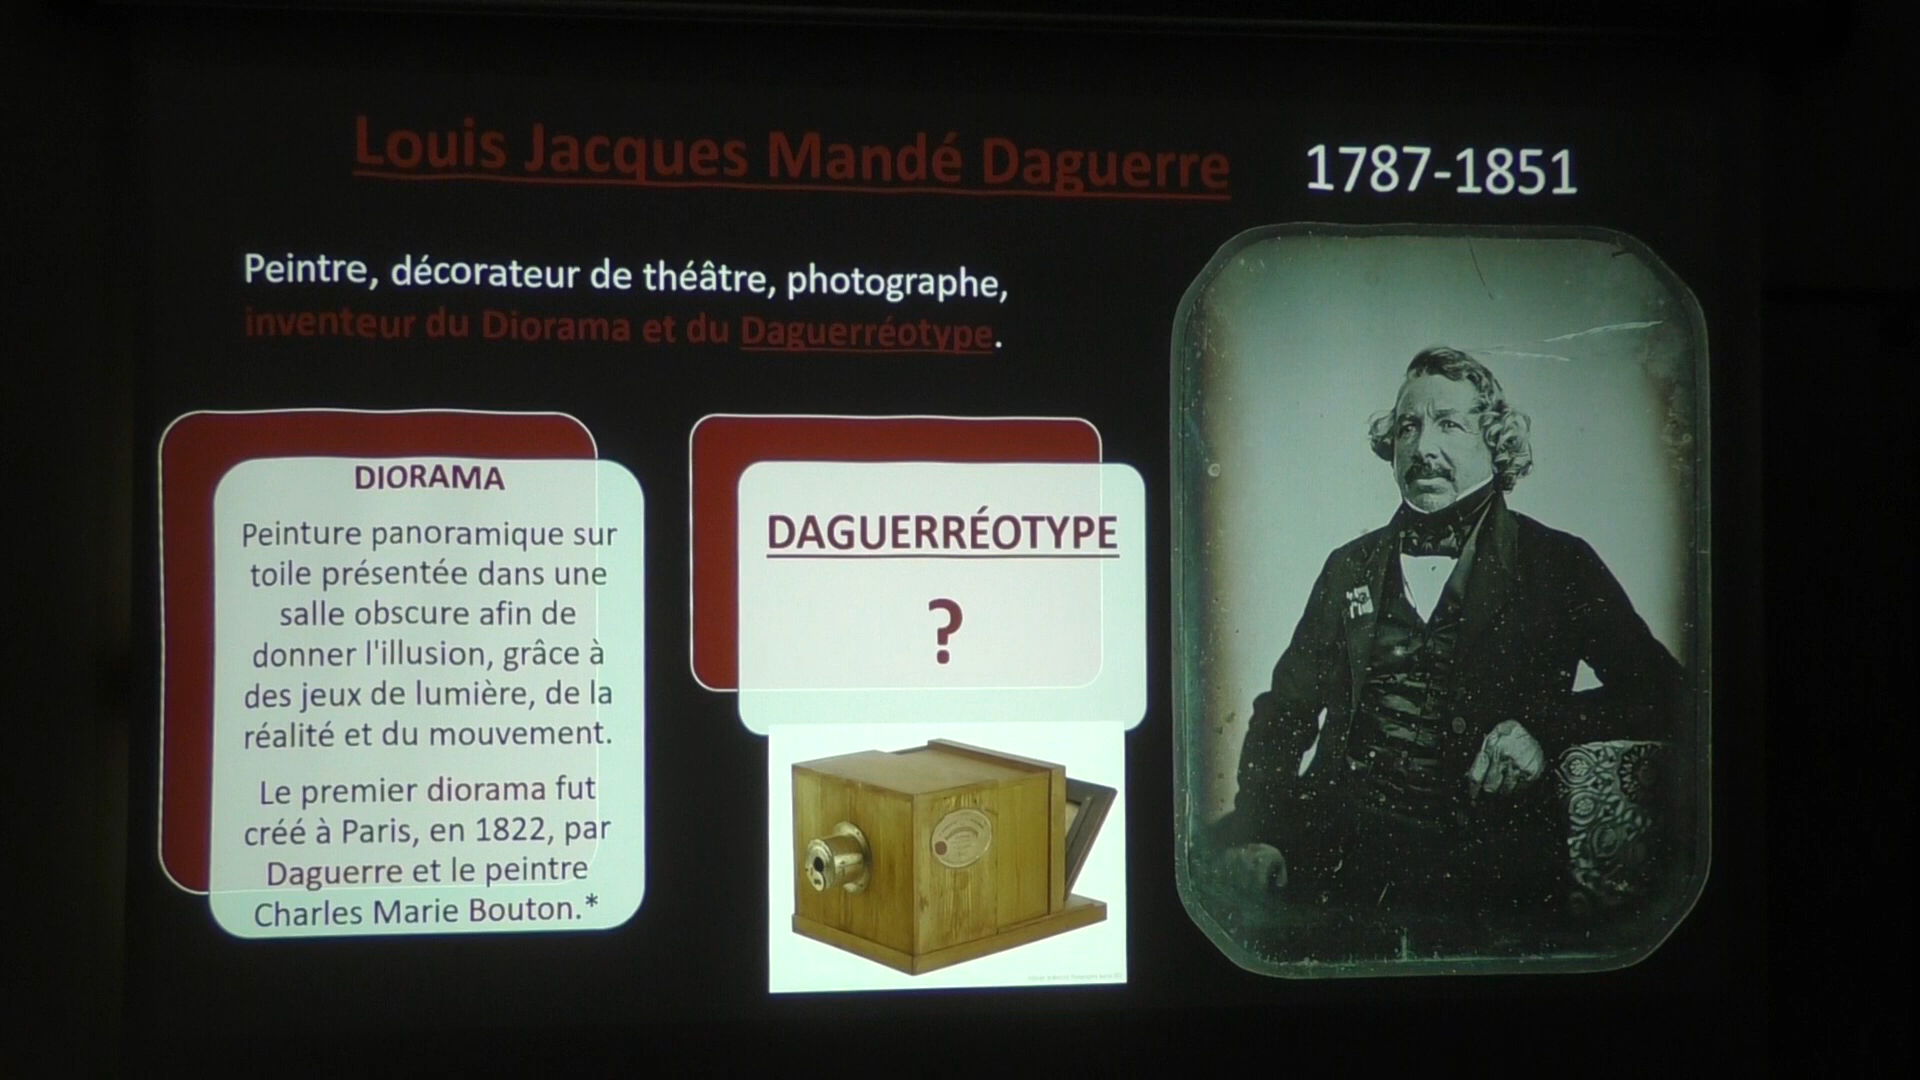 Louis Jacques Mandé Daguerre 1787-1851
Peintre, décorateur de théâtre, photographe,
inventeur du Diorama et du Daguerréotype.
DIORAMA
Peinture panoramique sur
toile présentée dans une
salle obscure afin de
donner l'illusion, grâce à
des jeux de lumière, de la
réalité et du mouvement.
Le premier diorama fut
créé à Paris, en 1822, par
Daguerre et le peintre
Charles Marie Bouton.*
DAGUERRÉOTYPE
?